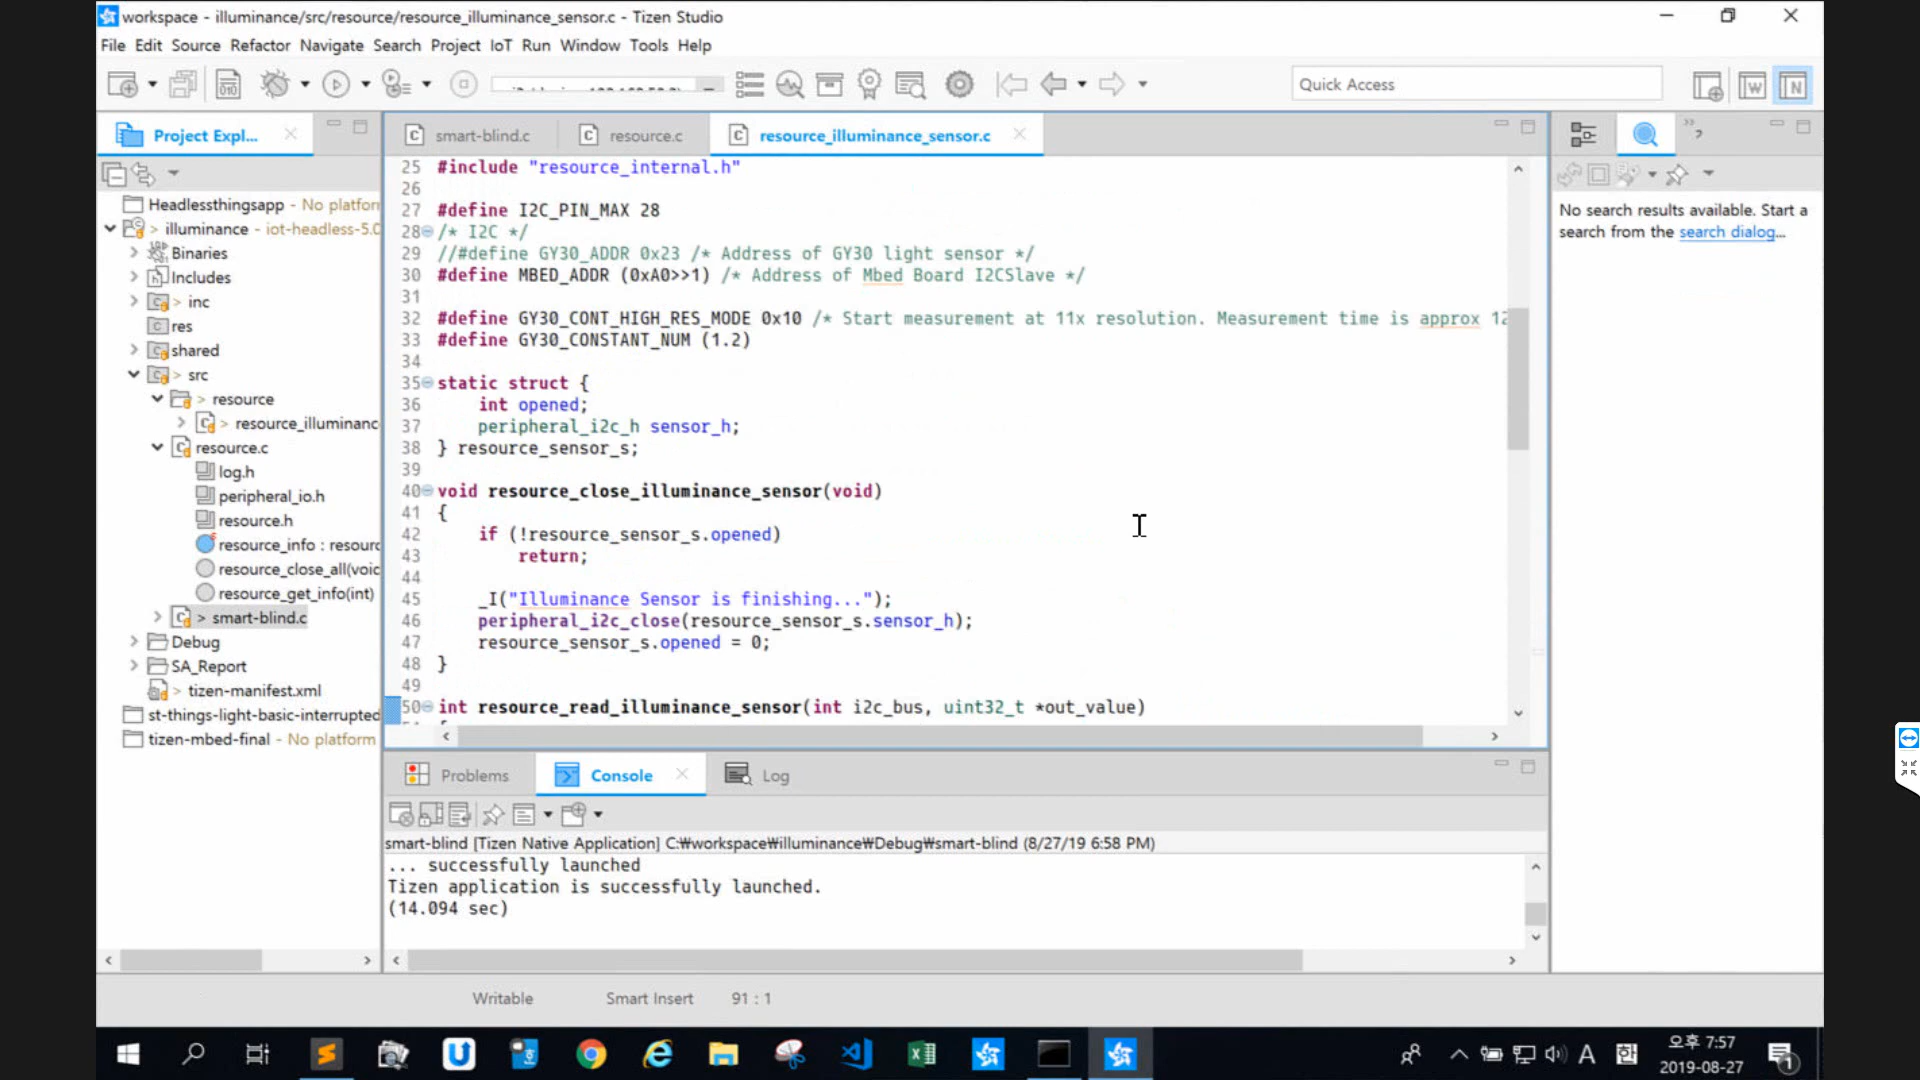 workspace - illuminance/src/resource/resource_illuminance_sensor.c - Tizen Studio
File Edit Source Refactor Navigate Search Project IoT Run Window Tools Help
Quick Access
Project Expl...
smart-blind.c
resource.c
resource_illuminance_sensor.c
Headlessthingsapp - No platforn
> illuminance - iot-headless-5.0
Binaries
Includes
> inc
res
shared
> src
> resource
> resource_illuminanc
resource.c
log.h
peripheral_io.h
resource.h
resource_info : resourc
resource_close_all(voic
resource_get_info(int)
> smart-blind.c
Debug
SA_Report
> tizen-manifest.xml
st-things-light-basic-interrupted
tizen-mbed-final - No platform
25 #include "resource_internal.h"
26
27 #define I2C_PIN_MAX 28
28 /* I2C */
29 //#define GY30_ADDR 0x23 /* Address of GY30 light sensor */
30 #define MBED_ADDR (0xA0>>1) /* Address of Mbed Board I2CSlave */
31
32 #define GY30_CONT_HIGH_RES_MODE 0x10 /* Start measurement at 11x resolution. Measurement time is approx 12
33 #define GY30_CONSTANT_NUM (1.2)
34
35 static struct {
36 int opened;
37 peripheral_i2c_h sensor_h;
38 } resource_sensor_s;
39
40 void resource_close_illuminance_sensor(void)
41 {
42 if (!resource_sensor_s.opened)
43 return;
44
45 _I("Illuminance Sensor is finishing...");
46 peripheral_i2c_close(resource_sensor_s.sensor_h);
47 resource_sensor_s.opened = 0;
48 }
49
50 int resource_read_illuminance_sensor(int i2c_bus, uint32_t *out_value)
No search results available. Start a
search from the search dialog...
Problems
Console
Log
smart-blind [Tizen Native Application] C:₩workspace₩illuminance₩Debug₩smart-blind (8/27/19 6:58 PM)
... successfully launched
Tizen application is successfully launched.
(14.094 sec)
Writable
Smart Insert
91 : 1
A
한
오후 7:57
2019-08-27
1